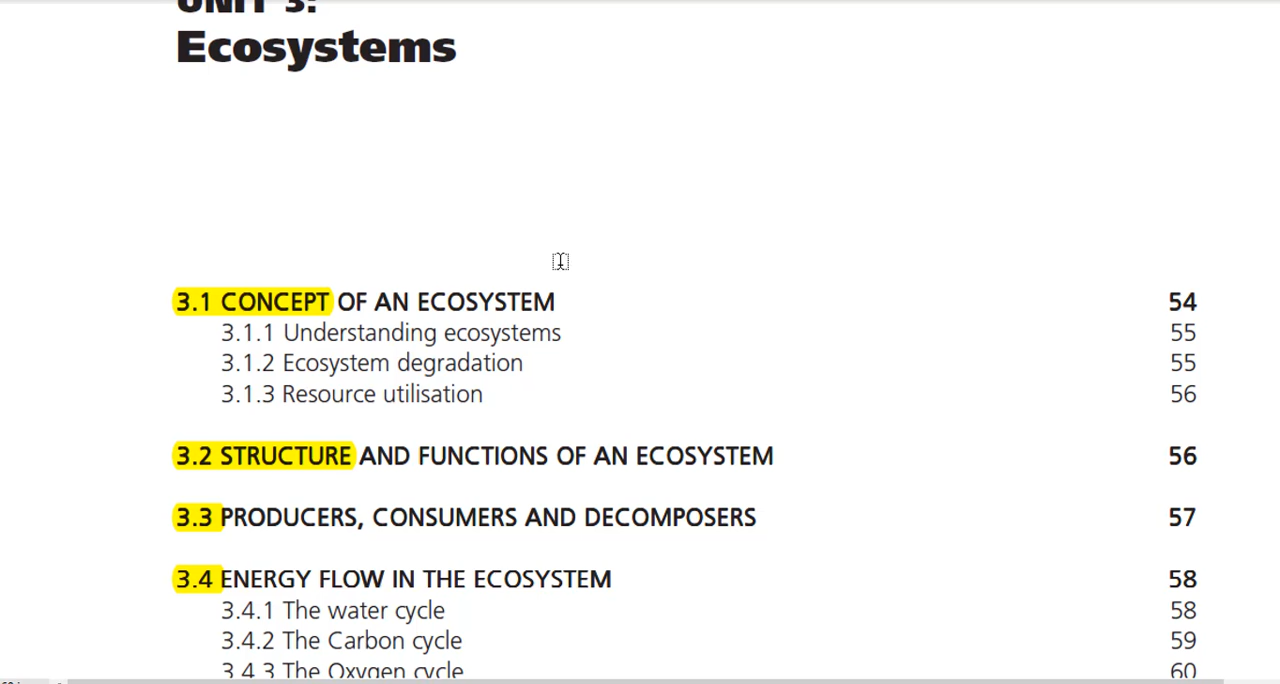 UNIT 3:
Ecosystems
3.1 CONCEPT OF AN ECOSYSTEM 54
3.1.1 Understanding ecosystems 55
3.1.2 Ecosystem degradation 55
3.1.3 Resource utilisation 56
3.2 STRUCTURE AND FUNCTIONS OF AN ECOSYSTEM 56
3.3 PRODUCERS, CONSUMERS AND DECOMPOSERS 57
3.4 ENERGY FLOW IN THE ECOSYSTEM 58
3.4.1 The water cycle 58
3.4.2 The Carbon cycle 59
3.4.3 The Oxygen cycle 60